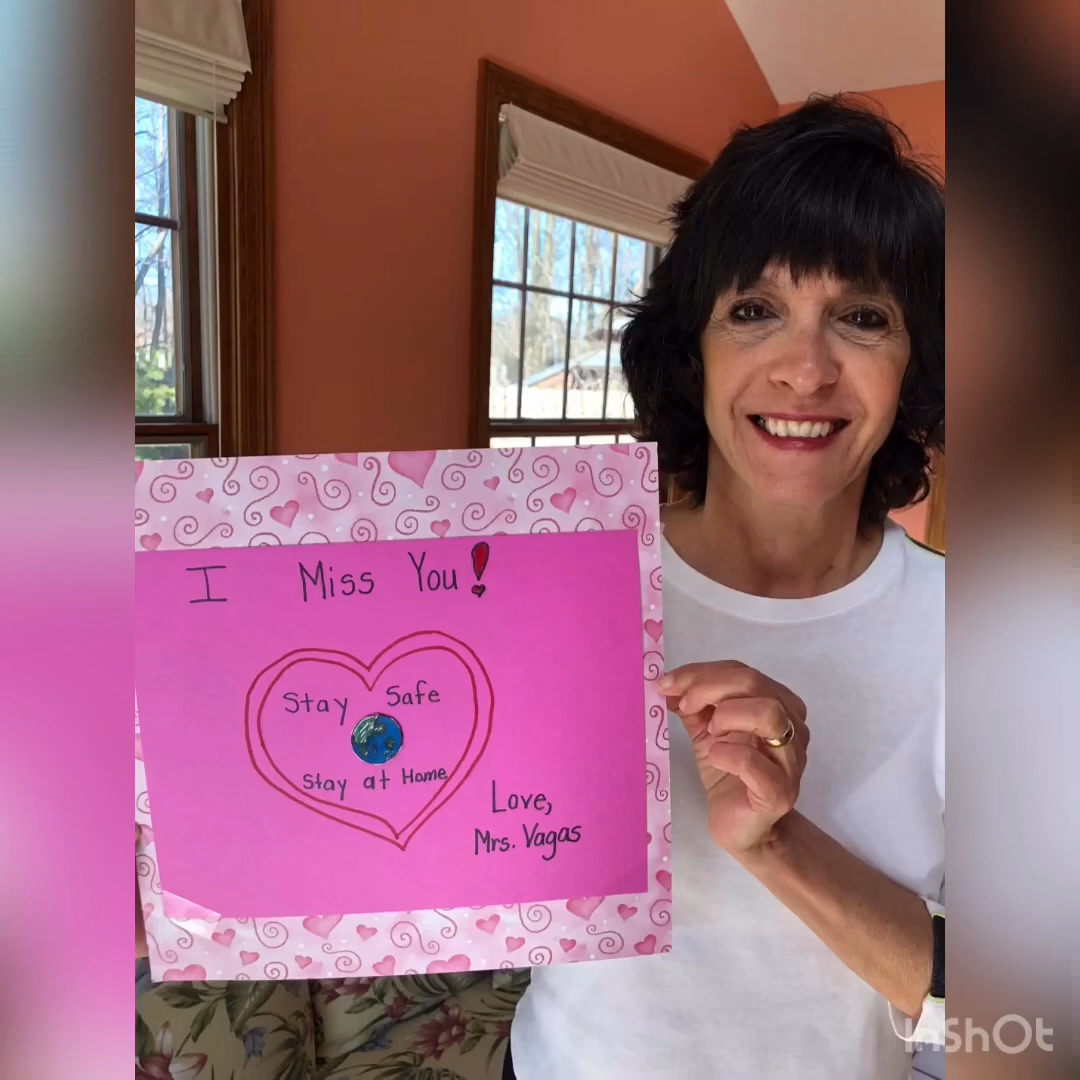 I Miss You!
Stay Safe
Stay at Home
Love,
Mrs. Vagas
InShOt